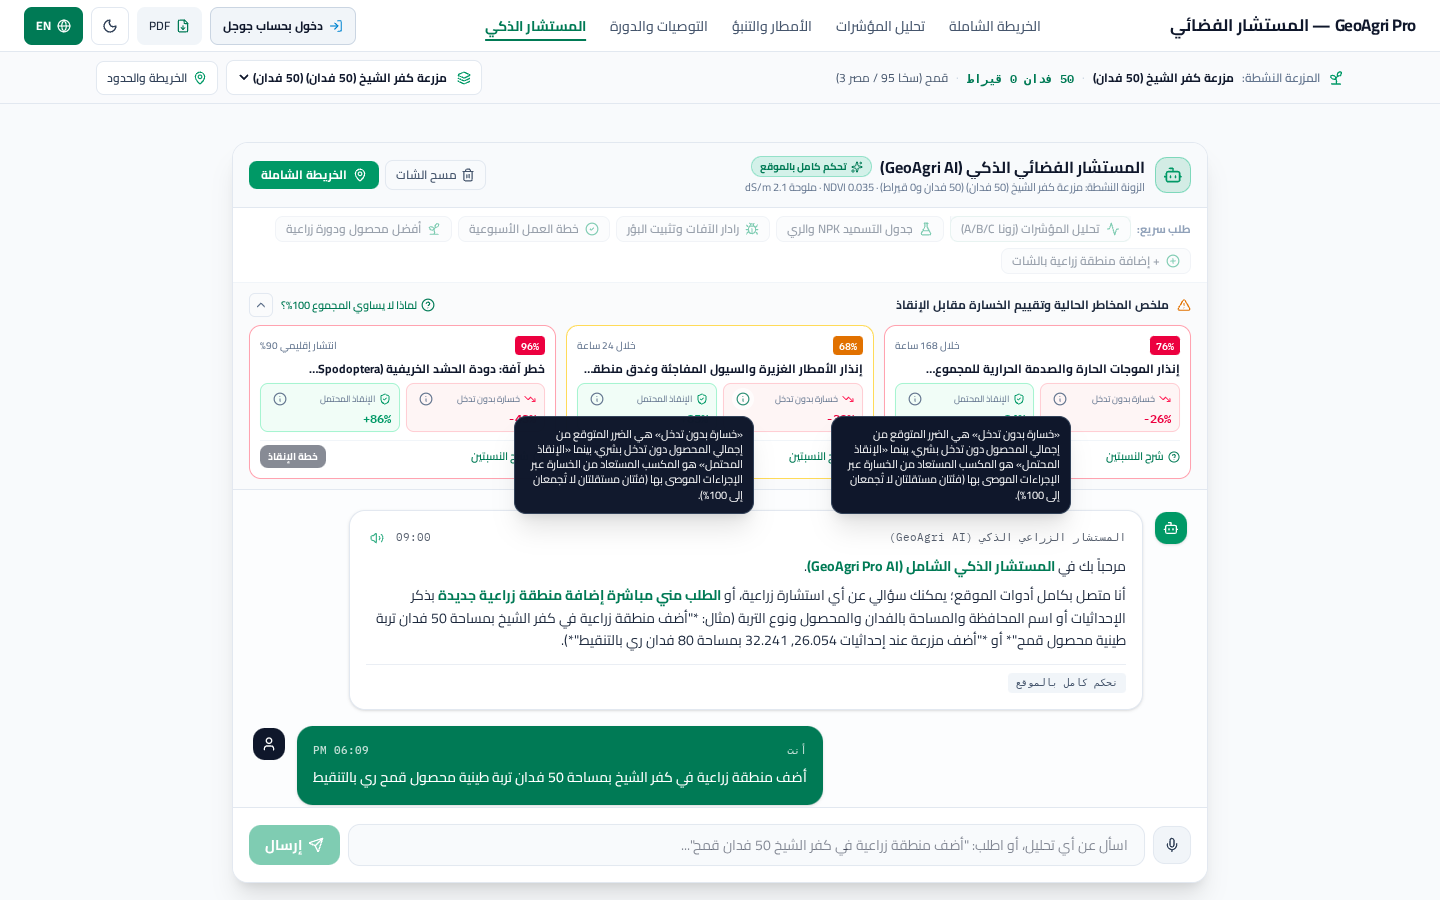 GeoAgri Pro — المستشار الفضائي
الخريطة الشاملة
تحليل المؤشرات
الأمطار والتنبؤ
التوصيات والدورة
المستشار الذكي
دخول بحساب جوجل
PDF
EN
المزرعة النشطة: مزرعة كفر الشيخ (50 فدان) · 50 فدان 0 قيراط · قمح (سخا 95 / مصر 3)
مزرعة كفر الشيخ (50 فدان) (50 فدان)
الخريطة والحدود
المستشار الفضائي الذكي (GeoAgri AI)
تحكم كامل بالموقع
الزونة النشطة: مزرعة كفر الشيخ (50 فدان) (50 فدان و0 قيراط) · NDVI 0.035 · ملوحة 2.1 dS/m
مسح الشات
الخريطة الشاملة
طلب سريع:
تحليل المؤشرات (زونا A/B/C)
جدول التسميد NPK والري
رادار الآفات وتثبيت البؤر
خطة العمل الأسبوعية
أفضل محصول ودورة زراعية
+ إضافة منطقة زراعية بالشات
ملخص المخاطر الحالية وتقييم الخسارة مقابل الإنقاذ
لماذا لا يساوي المجموع 100%؟
76%
خلال 168 ساعة
إنذار الموجات الحارة والصدمة الحرارية للمجموع...
خسارة بدون تدخل
-26%
الإنقاذ المحتمل
شرح النسبتين
68%
خلال 24 ساعة
إنذار الأمطار الغزيرة والسيول المفاجئة وغدق منطقـ...
خسارة بدون تدخل
الإنقاذ المحتمل
96%
انتشار إقليمي 90%
خطر آفة: دودة الحشد الخريفية (Spodoptera...
خسارة بدون تدخل
الإنقاذ المحتمل
+86%
النسبتين
خطة الإنقاذ
«خسارة بدون تدخل» هي الضرر المتوقع من
إجمالي المحصول دون تدخل بشري، بينما «الإنقاذ
المحتمل» هو المكسب المستعاد من الخسارة عبر
الإجراءات الموصى بها (فئتان مستقلتان لا تُجمعان
إلى 100%).
«خسارة بدون تدخل» هي الضرر المتوقع من
إجمالي المحصول دون تدخل بشري، بينما «الإنقاذ
المحتمل» هو المكسب المستعاد من الخسارة عبر
الإجراءات الموصى بها (فئتان مستقلتان لا تُجمعان
إلى 100%).
المستشار الزراعي الذكي (GeoAgri AI)
09:00
مرحباً بك في المستشار الذكي الشامل (GeoAgri Pro AI).
أنا متصل بكامل أدوات الموقع؛ يمكنك سؤالي عن أي استشارة زراعية، أو الطلب مني مباشرة إضافة منطقة زراعية جديدة بذكر
الإحداثيات أو اسم المحافظة والمساحة بالفدان والمحصول ونوع التربة (مثال: *"أضف منطقة زراعية في كفر الشيخ بمساحة 50 فدان تربة
طينية محصول قمح"* أو *"أضف مزرعة عند إحداثيات 26.054, 32.241 بمساحة 80 فدان ري بالتنقيط"*).
تحكم كامل بالموقع
أنت
06:09 PM
أضف منطقة زراعية في كفر الشيخ بمساحة 50 فدان تربة طينية محصول قمح ري بالتنقيط
اسأل عن أي تحليل، أو اطلب: "أضف منطقة زراعية في كفر الشيخ 50 فدان قمح"...
إرسال